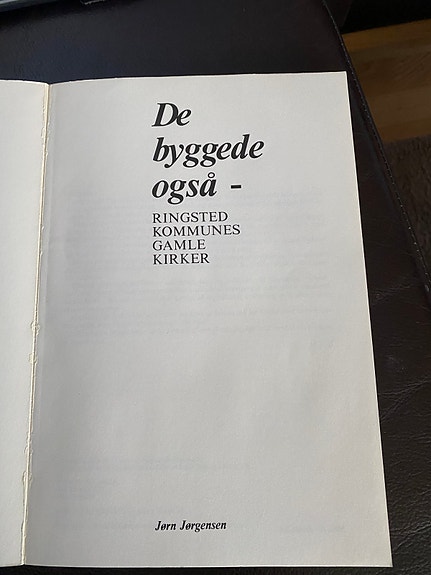 De
byggede
også -
RINGSTED
KOMMUNES
GAMLE
KIRKER
Jørn Jørgensen